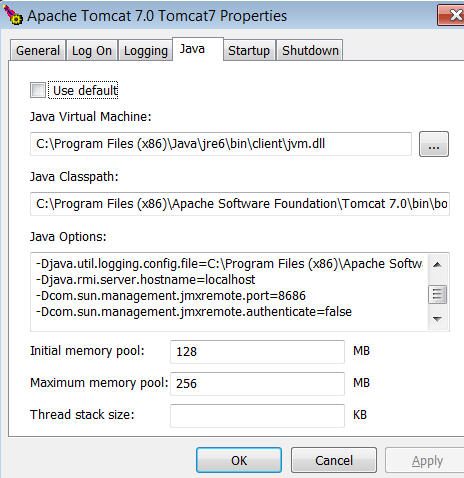 Apache Tomcat 7.0 Tomcat7 Properties
General Log On Logging Java Startup Shutdown
Use default
Java Virtual Machine:
C:\Program Files (x86)\Java\jre6\bin\client\jvm.dll
...
Java Classpath:
C:\Program Files (x86)\Apache Software Foundation\Tomcat 7.0\bin\bo
Java Options:
-Djava.util.logging.config.file=C:\Program Files (x86)\Apache Softwa
-Djava.rmi.server.hostname=localhost
-Dcom.sun.management.jmxremote.port=8686
-Dcom.sun.management.jmxremote.authenticate=false
Initial memory pool: 128 MB
Maximum memory pool: 256 MB
Thread stack size: KB
OK Cancel Apply